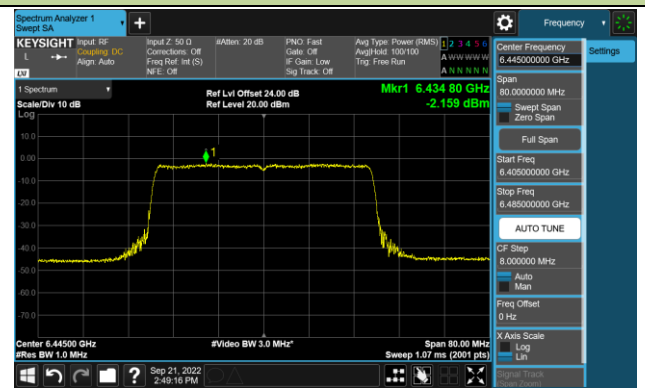 Spectrum Analyzer 1
Swept SA
+
Frequency
KEYSIGHT
L
LXI
Input: RF
Coupling: DC
Align: Auto
Input Z: 50 Ω
Corrections: Off
Freq Ref: Int (S)
NFE: Off
#Atten: 20 dB
PNO: Fast
Gate: Off
IF Gain: Low
Sig Track: Off
Avg Type: Power (RMS)
Avg|Hold: 100/100
Trig: Free Run
1 2 3 4 5 6
A W W W W W
A N N N N N
Center Frequency
6.445000000 GHz
Settings
1 Spectrum
Scale/Div 10 dB
Log
Ref Lvl Offset 24.00 dB
Ref Level 20.00 dBm
Mkr1 6.434 80 GHz
-2.159 dBm
Span
80.0000000 MHz
Swept Span
Zero Span
Full Span
Start Freq
6.405000000 GHz
Stop Freq
6.485000000 GHz
AUTO TUNE
CF Step
8.000000 MHz
Auto
Man
Freq Offset
0 Hz
X Axis Scale
Log
Lin
Signal Track
(Span Zoom)
10.0
0.00
-10.0
-20.0
-30.0
-40.0
-50.0
-60.0
-70.0
1
Center 6.44500 GHz
#Res BW 1.0 MHz
#Video BW 3.0 MHz*
Span 80.00 MHz
Sweep 1.07 ms (2001 pts)
?
Sep 21, 2022
2:49:16 PM